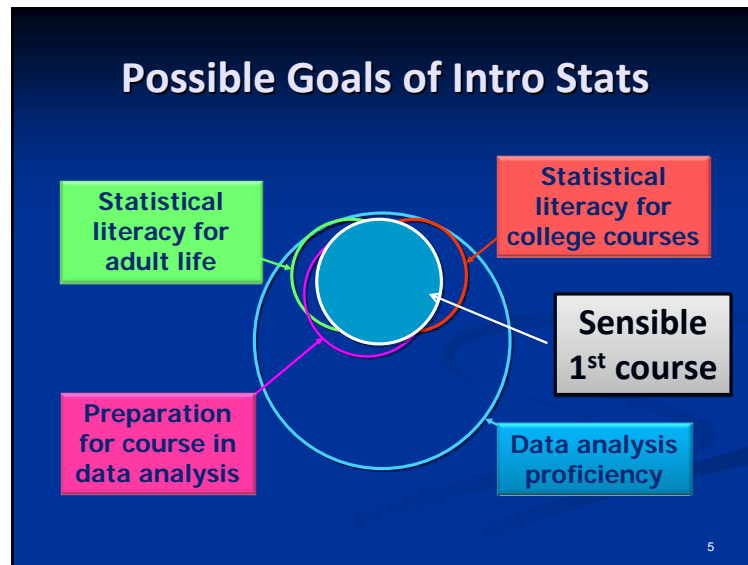 Possible Goals of Intro Stats
Statistical
literacy for
adult life
Statistical
literacy for
college courses
Sensible
1st course
Preparation
for course in
data analysis
Data analysis
proficiency
5